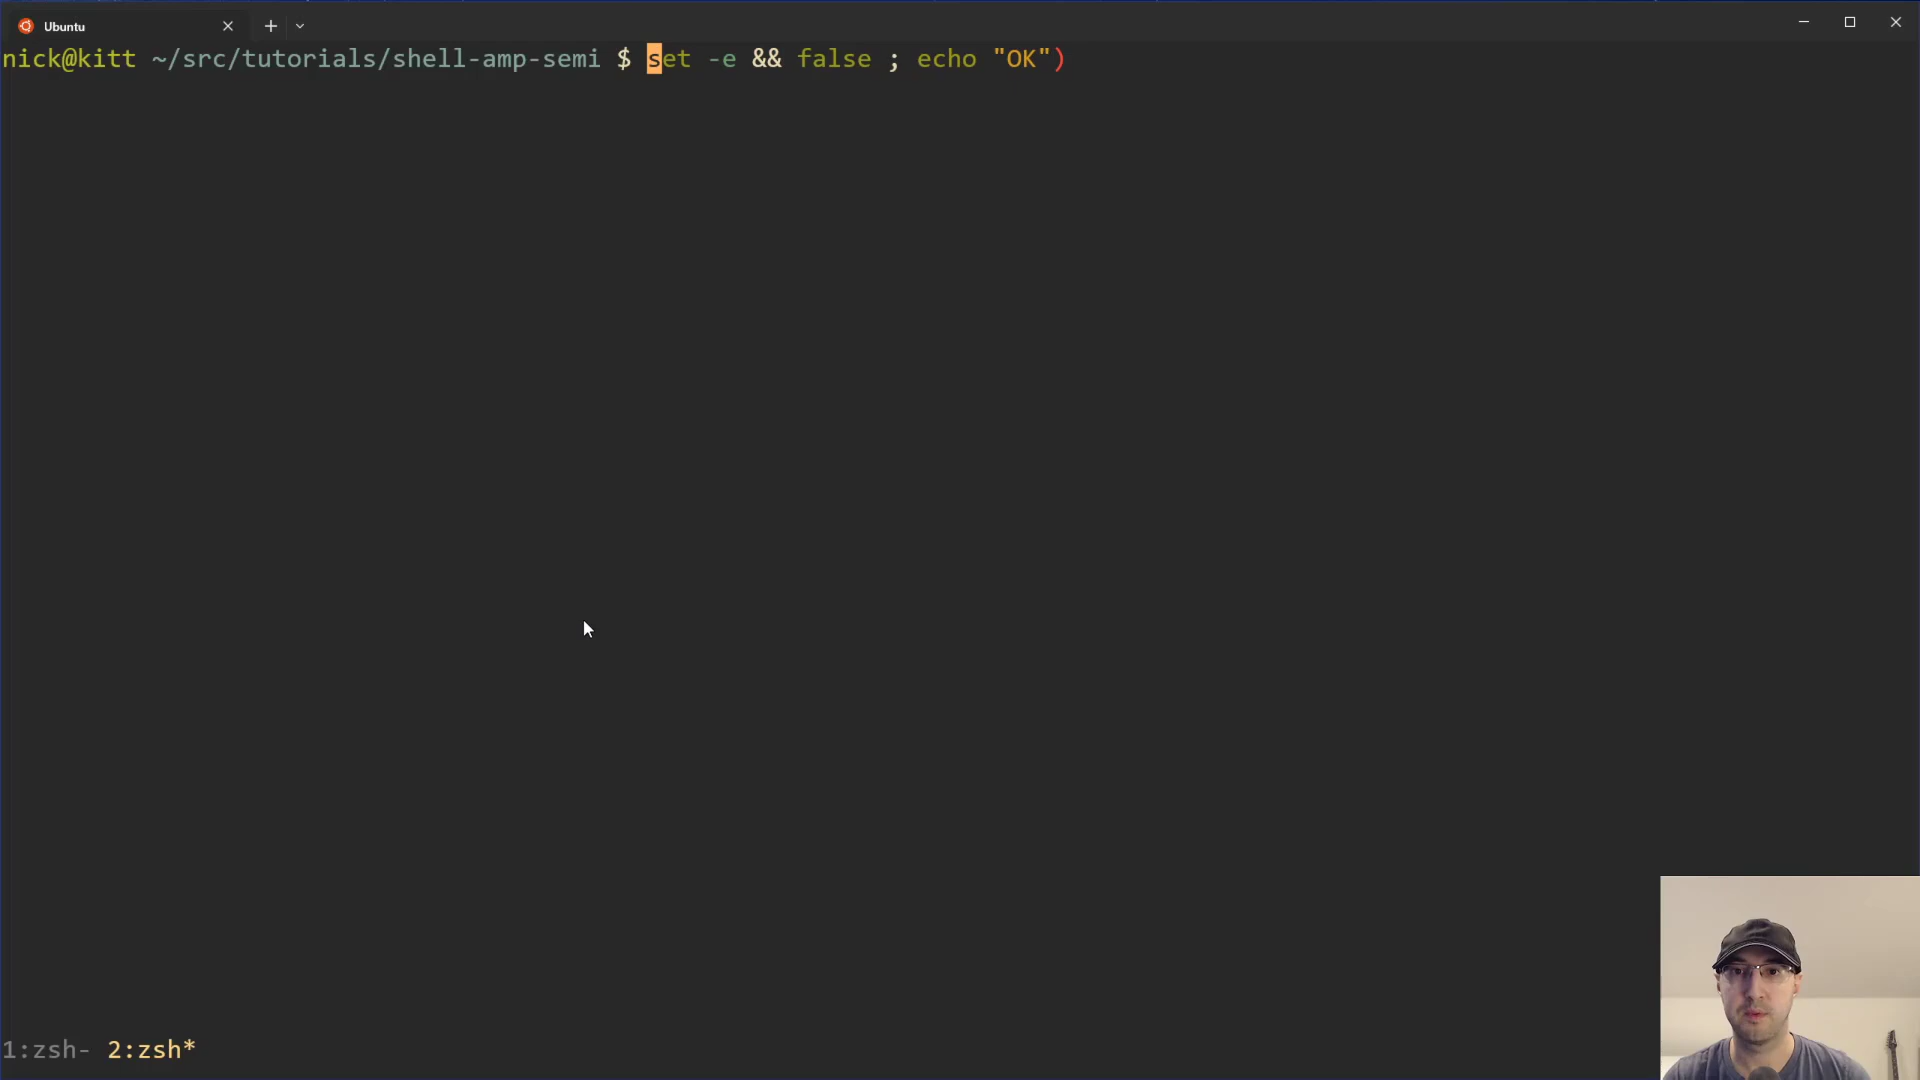 Ubuntu
nick@kitt ~/src/tutorials/shell-amp-semi $ set -e && false ; echo "OK")
1:zsh- 2:zsh*